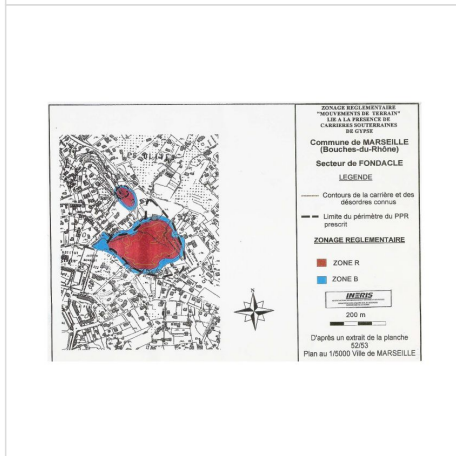 ZONAGE REGLEMENTAIRE
"MOUVEMENTS DE TERRAIN"
LIE A LA PRESENCE DE
CARRIERES SOUTERRAINES
DE GYPSE
Commune de MARSEILLE
(Bouches-du-Rhône)
Secteur de FONDACLE
LEGENDE
Contours de la carrière et des
désordres connus
Limite du périmètre du PPR
prescrit
ZONAGE REGLEMENTAIRE
ZONE R
ZONE B
INERIS
200 m
D'après un extrait de la planche
52/53
Plan au 1/5000 Ville de MARSEILLE
N